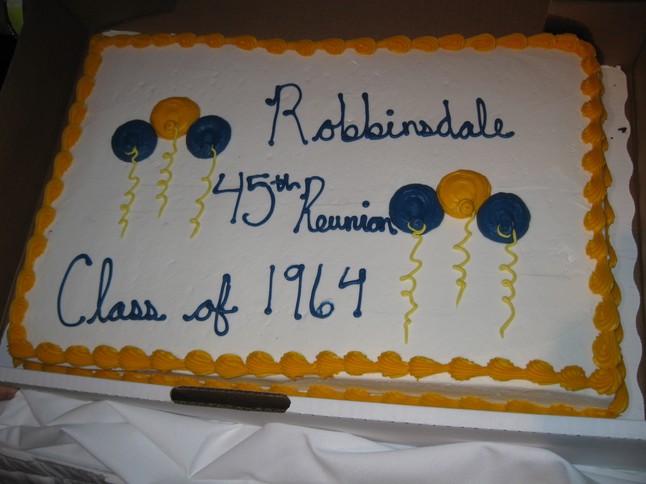 Robbinsdale
45th Reunion
Class of 1964